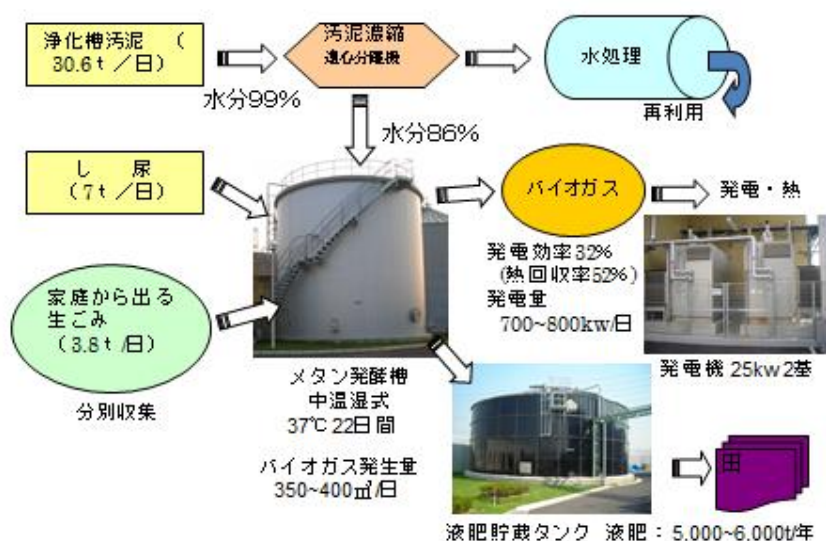 浄化槽汚泥 (
30.6t/日)
汚泥濃縮
遠心分離機
水処理
再利用
水分99%
水分86%
し 尿
(7t/日)
バイオガス
発電・熱
発電効率32%
(熱回収率52%)
発電量
700~800kw/日
家庭から出る
生ごみ
(3.8t/日)
分別収集
発電機 25kw 2基
メタン発酵槽
中温湿式
37℃ 22日間
バイオガス発生量
350~400㎥/日
田
液肥貯蔵タンク 液肥:5,000~6,000t/年